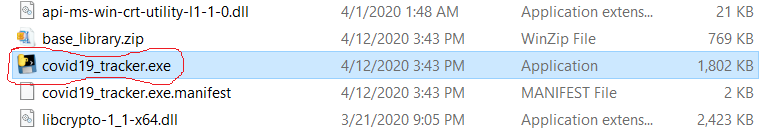 api-ms-win-crt-utility-l1-1-0.dll 4/1/2020 1:48 AM Application extens... 21 KB
base_library.zip 4/12/2020 3:43 PM WinZip File 769 KB
covid19_tracker.exe 4/12/2020 3:43 PM Application 1,802 KB
covid19_tracker.exe.manifest 4/12/2020 3:43 PM MANIFEST File 2 KB
libcrypto-1_1-x64.dll 3/21/2020 9:05 PM Application extens... 2,423 KB